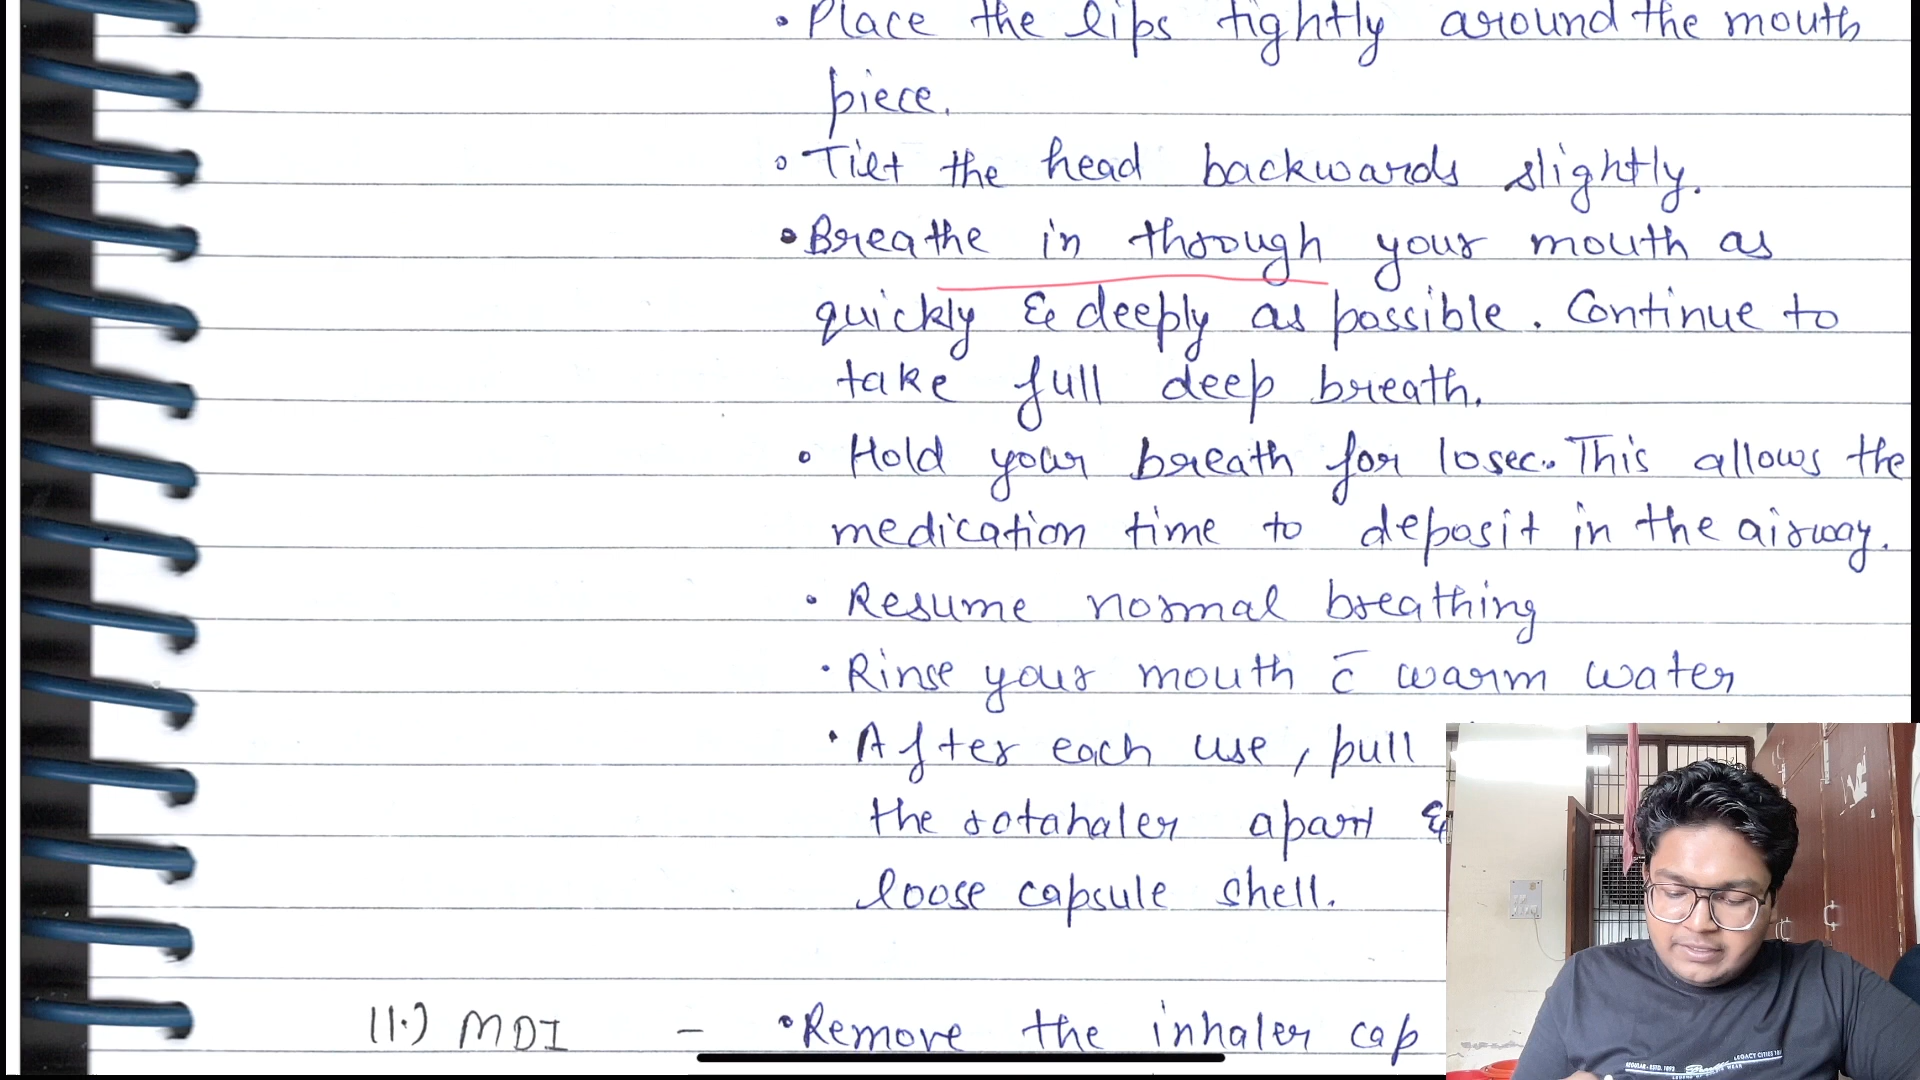 • Place the lips tightly around the mouth
piece.
• Tilt the head backwards slightly.
• Breathe in through your mouth as
quickly & deeply as possible. Continue to
take full deep breath.
• Hold your breath for 10sec. This allows the
medication time to deposit in the airway.
• Resume normal breathing
• Rinse your mouth c̄ warm water
• After each use, pull
the rotahaler apart &
loose capsule shell.
11.) MDI – • Remove the inhaler cap
LEGACY CITIES